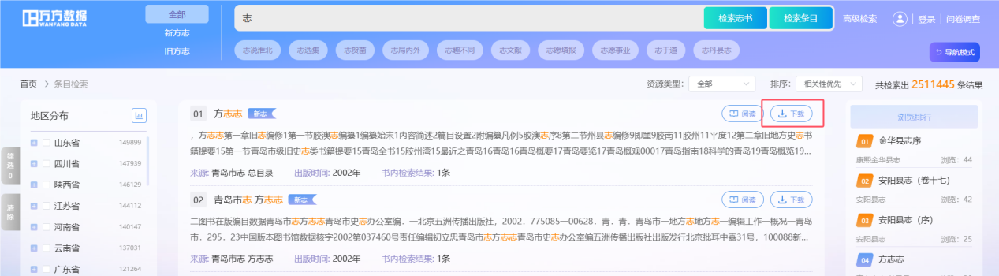 万方数据
WANFANG DATA
全部
新方志
旧方志
志
检索志书
检索条目
高级检索
登录
问卷调查
志说淮北
志选集
志贺菌
志局内外
志趣不同
志文献
志愿填报
志愿事业
志于道
志丹县志
导航模式
首页 > 条目检索
资源类型： 全部
排序： 相关性优先
共检索出 2511445 条结果
筛选 0
清除
地区分布
山东省 149899
四川省 147939
陕西省 146129
江苏省 144112
河南省 140147
云南省 137031
广东省 121264
01 方志志 新志
阅读
下载
，方志志第一章旧志编修1第一节胶澳志编纂1编纂始末1内容简述2篇目设置2附编纂凡例5胶澳志序8第二节州县志编修9即墨9胶南11胶州11平度12第二章旧地方史志书
籍提要15第一节青岛市级旧史志类书籍提要15青岛全书15胶州湾15最近之青岛16青岛16青岛概要17青岛要览17青岛概观00017青岛指南18科学的青岛19青岛概览19...
来源: 青岛市志 总目录 出版时间: 2002年 书内检索结果: 1条
02 青岛市志 方志志 新志
阅读
下载
二图书在版编目数据青岛市志方志志青岛市史志办公室编．一北京五洲传播出版社，2002．775085—00628．青．青．青岛市一地方志地方志一编辑工作一概况一青岛
市．295．23中国版本图书馆数据核字2002第037460号责任编辑初立忠青岛市志方志志青岛市史志办公室编五洲传播出版社出版发行北京批耳中矗31号，100088新...
来源: 青岛市志 方志志 出版时间: 2002年 书内检索结果: 1条
浏览排行
01 金华县志序
康熙金华县志 浏览：44
02 安阳县志（卷十七）
安阳县志 浏览：42
03 安阳县志（序）
安阳县志 浏览：25
04 方志志